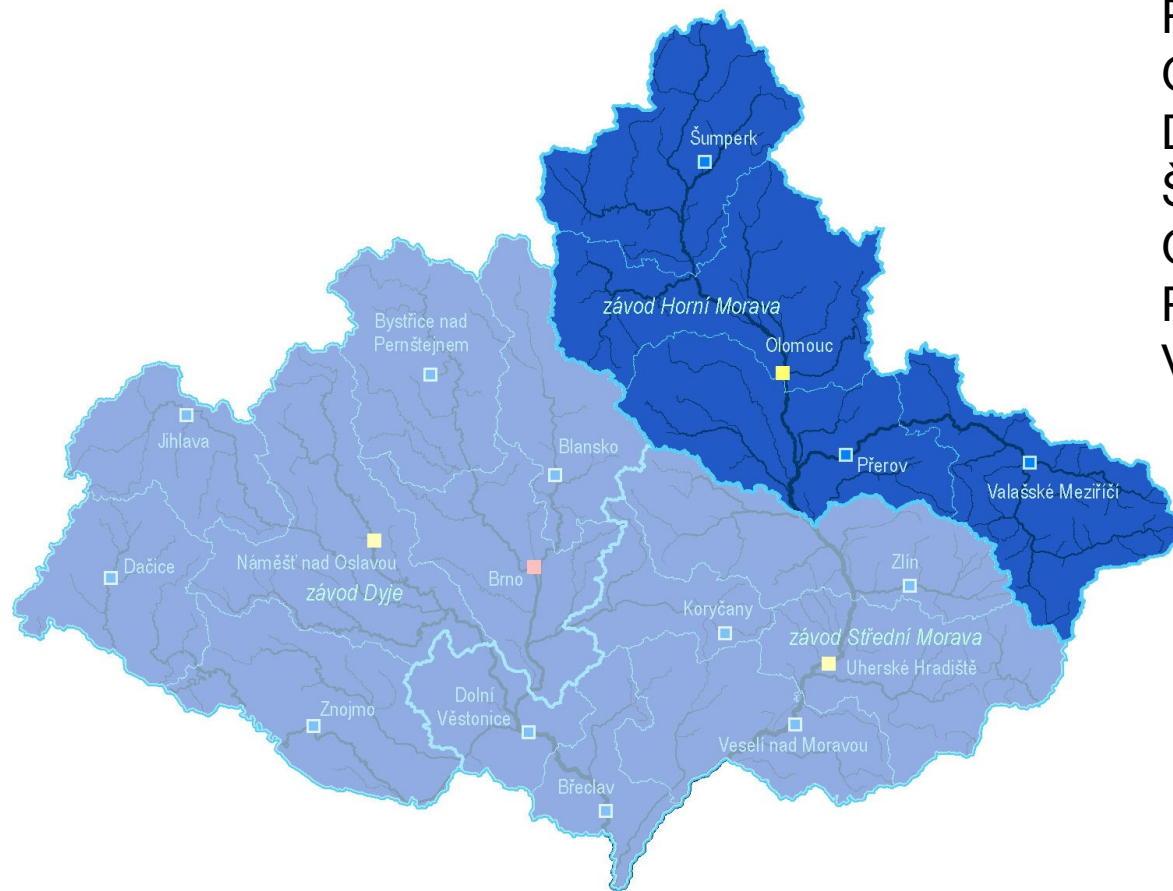 Šumperk
závod Horní Morava
Olomouc
Bystřice nad
Pernštejnem
Jihlava
Blansko
Přerov
Valašské Meziříčí
Náměšť nad Oslavou
Dačice
závod Dyje
Brno
Zlín
Koryčany
závod Střední Morava
Uherské Hradiště
Dolní
Věstonice
Znojmo
Veselí nad Moravou
Břeclav